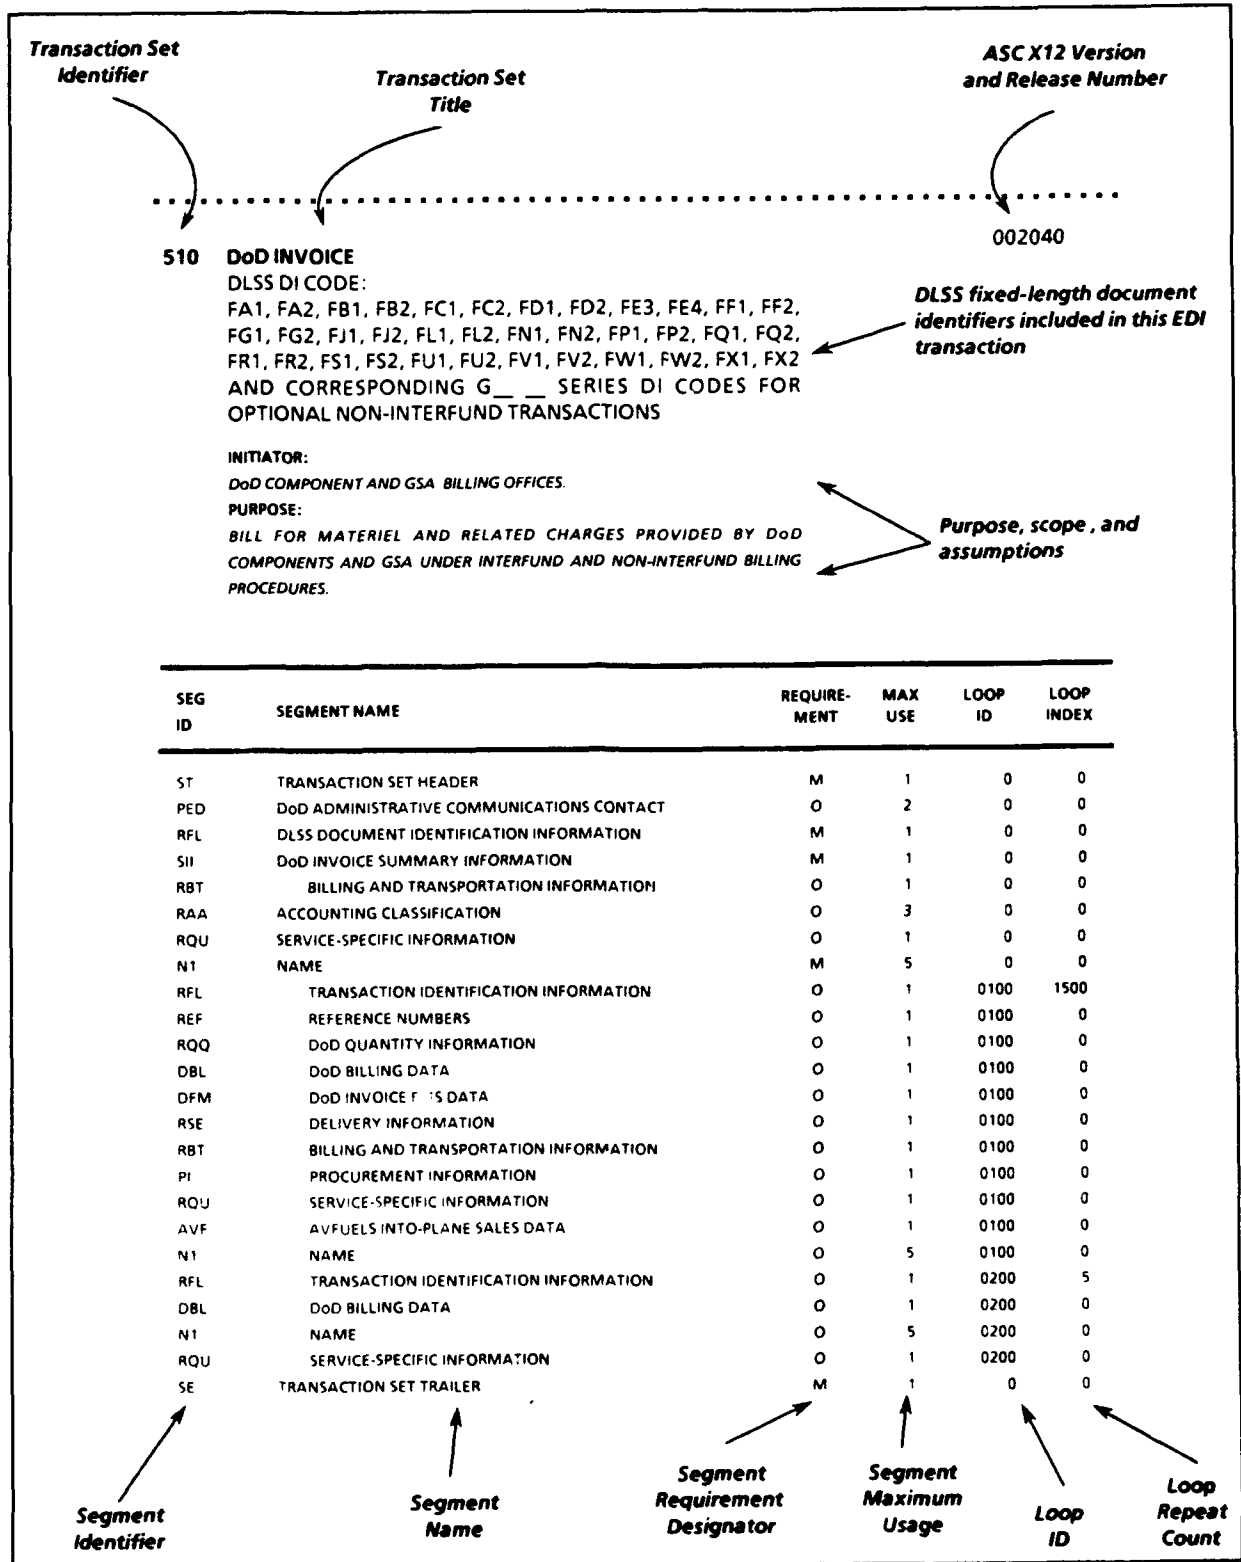 Transaction Set
Identifier
Transaction Set
Title
ASC X12 Version
and Release Number
002040
510 DoD INVOICE
DLSS DI CODE:
FA1, FA2, FB1, FB2, FC1, FC2, FD1, FD2, FE3, FE4, FF1, FF2,
FG1, FG2, FJ1, FJ2, FL1, FL2, FN1, FN2, FP1, FP2, FQ1, FQ2,
FR1, FR2, FS1, FS2, FU1, FU2, FV1, FV2, FW1, FW2, FX1, FX2
AND CORRESPONDING G__ __ SERIES DI CODES FOR
OPTIONAL NON-INTERFUND TRANSACTIONS
DLSS fixed-length document
identifiers included in this EDI
transaction
INITIATOR:
DoD COMPONENT AND GSA BILLING OFFICES.
PURPOSE:
BILL FOR MATERIEL AND RELATED CHARGES PROVIDED BY DoD
COMPONENTS AND GSA UNDER INTERFUND AND NON-INTERFUND BILLING
PROCEDURES.
Purpose, scope, and
assumptions
SEG ID SEGMENT NAME REQUIRE-MENT MAX USE LOOP ID LOOP INDEX
ST TRANSACTION SET HEADER M 1 0 0
PED DoD ADMINISTRATIVE COMMUNICATIONS CONTACT O 2 0 0
RFL DLSS DOCUMENT IDENTIFICATION INFORMATION M 1 0 0
SII DoD INVOICE SUMMARY INFORMATION M 1 0 0
RBT BILLING AND TRANSPORTATION INFORMATION O 1 0 0
RAA ACCOUNTING CLASSIFICATION O 3 0 0
RQU SERVICE-SPECIFIC INFORMATION O 1 0 0
N1 NAME M 5 0 0
RFL TRANSACTION IDENTIFICATION INFORMATION O 1 0100 1500
REF REFERENCE NUMBERS O 1 0100 0
RQQ DoD QUANTITY INFORMATION O 1 0100 0
DBL DoD BILLING DATA O 1 0100 0
DFM DoD INVOICE DATA O 1 0100 0
RSE DELIVERY INFORMATION O 1 0100 0
RBT BILLING AND TRANSPORTATION INFORMATION O 1 0100 0
PI PROCUREMENT INFORMATION O 1 0100 0
RQU SERVICE-SPECIFIC INFORMATION O 1 0100 0
AVF AVFUELS INTO-PLANE SALES DATA O 1 0100 0
N1 NAME O 5 0100 0
RFL TRANSACTION IDENTIFICATION INFORMATION O 1 0200 5
DBL DoD BILLING DATA O 1 0200 0
N1 NAME O 5 0200 0
RQU SERVICE-SPECIFIC INFORMATION O 1 0200 0
SE TRANSACTION SET TRAILER M 1 0 0
Segment
Identifier
Segment
Name
Segment
Requirement
Designator
Segment
Maximum
Usage
Loop
ID
Loop
Repeat
Count